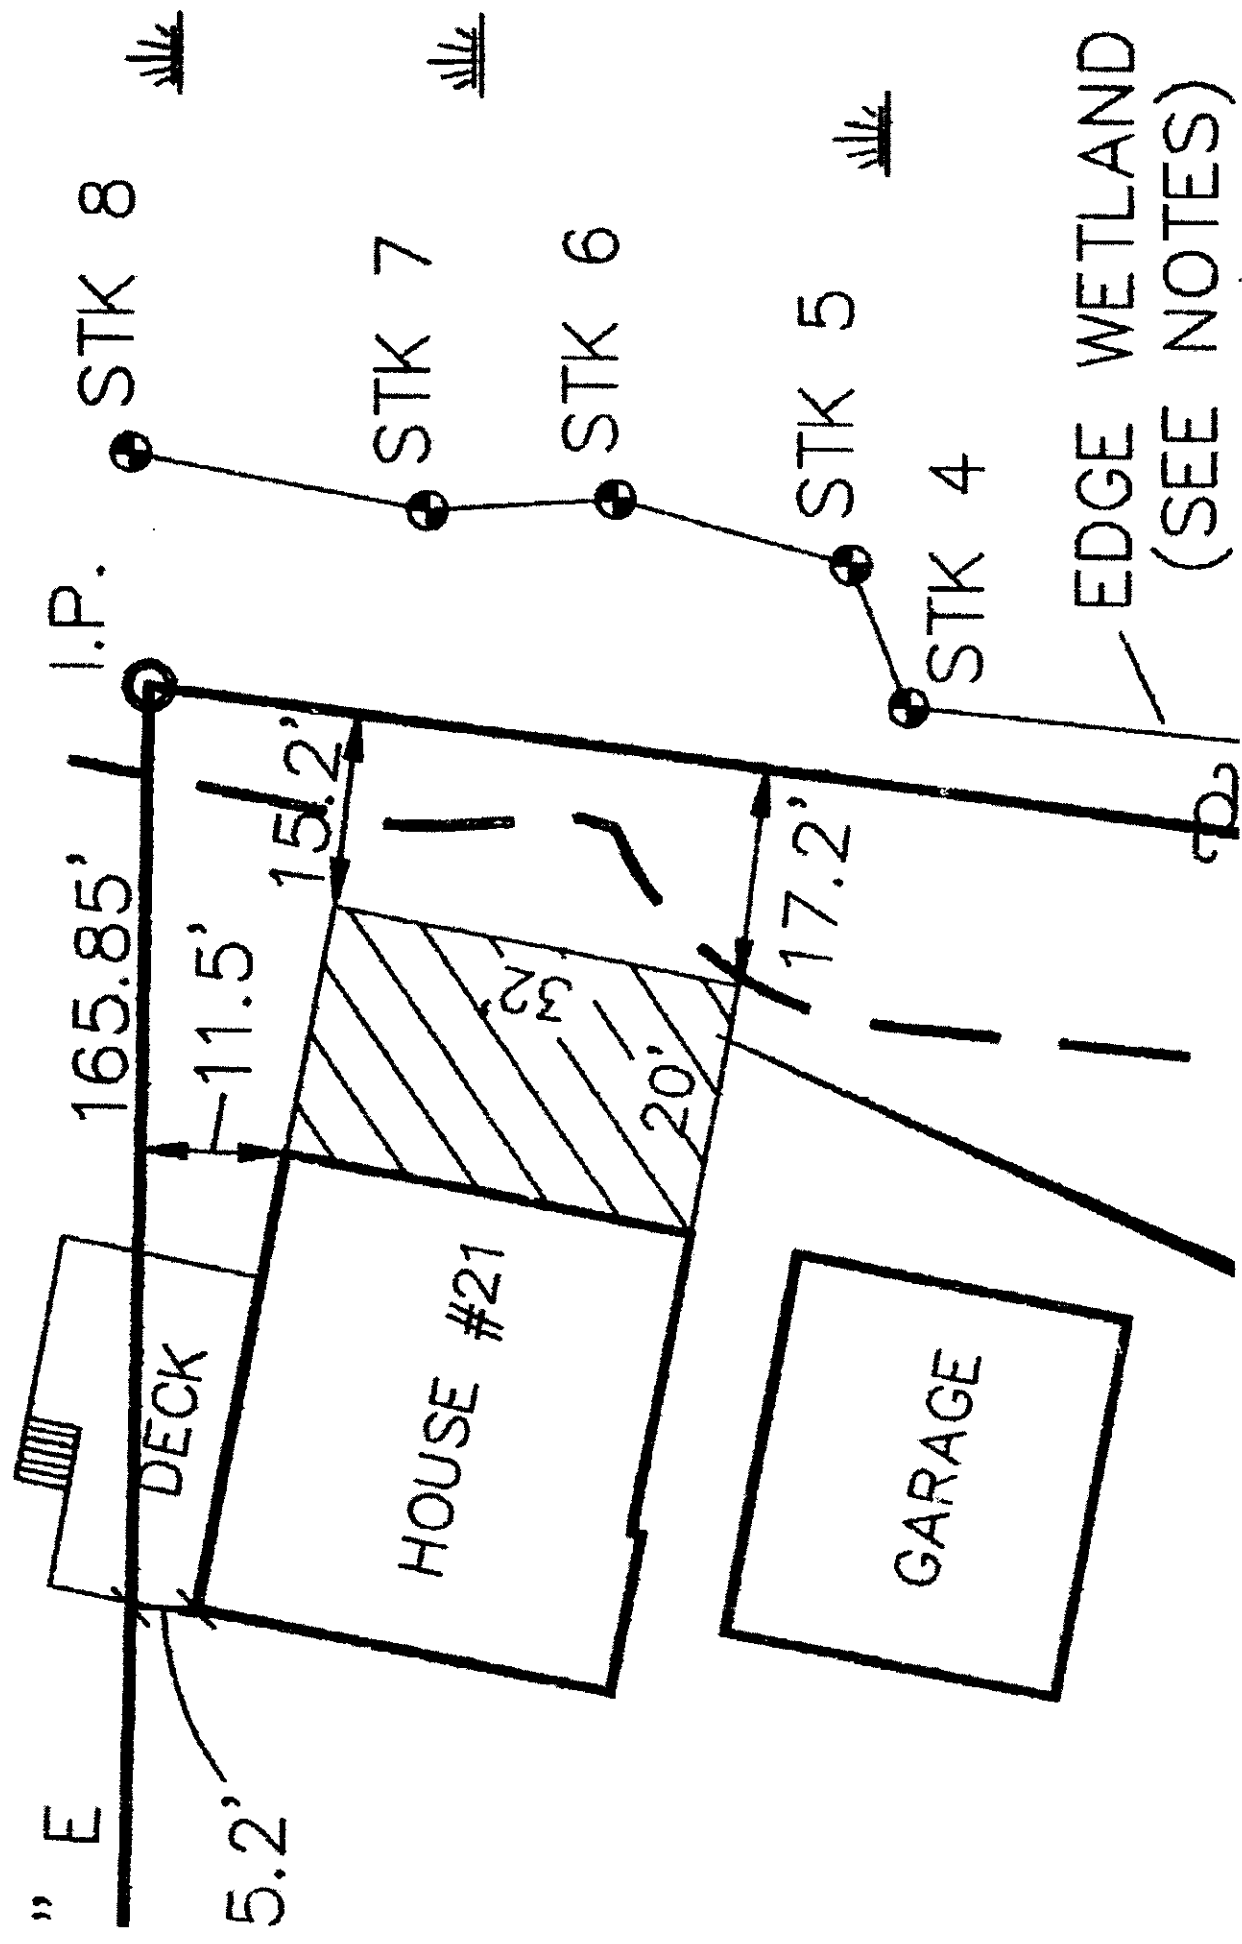 " E
165.85'
I.P.
STK 8
11.5'
15.2'
STK 7
STK 6
5.2'
DECK
HOUSE #21
32'
20'
17.2'
STK 5
STK 4
GARAGE
EDGE WETLAND
(SEE NOTES)